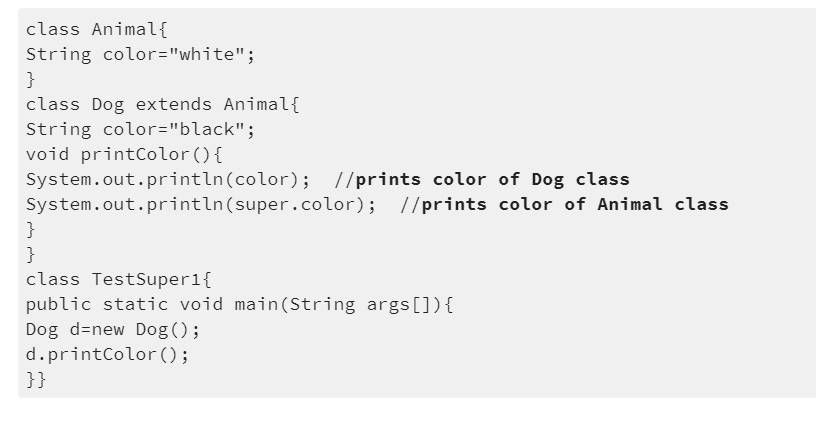 class Animal{
String color="white";
}
class Dog extends Animal{
String color="black";
void printColor(){
System.out.println(color);  //prints color of Dog class
System.out.println(super.color);  //prints color of Animal class
}
}
class TestSuper1{
public static void main(String args[]){
Dog d=new Dog();
d.printColor();
}}